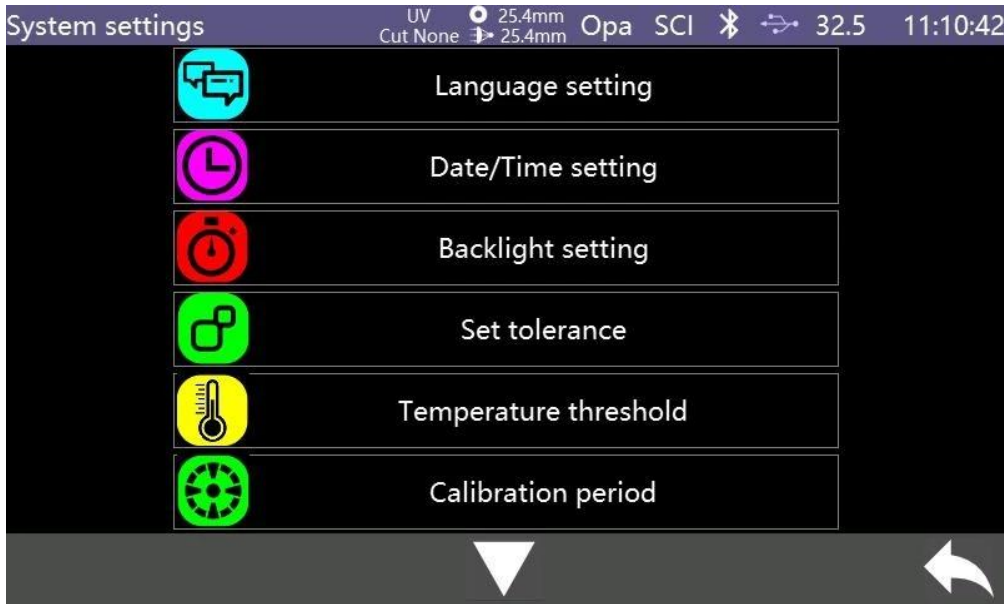 System settings
UV 25.4mm
Cut None 25.4mm
Opa SCI 32.5 11:10:42
Language setting
Date/Time setting
Backlight setting
Set tolerance
Temperature threshold
Calibration period